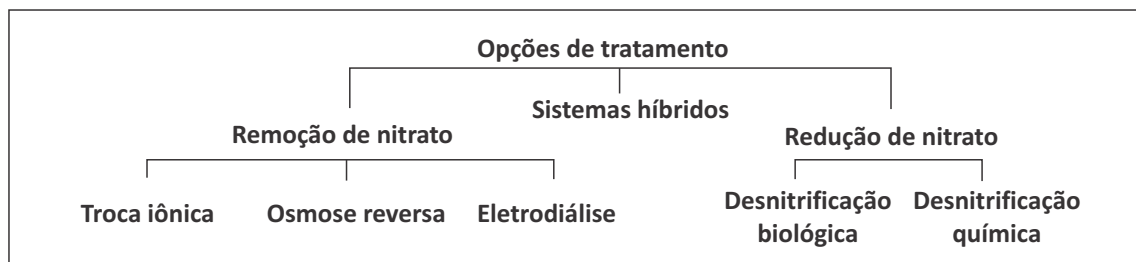 Opções de tratamento
Sistemas híbridos
Remoção de nitrato
Redução de nitrato
Troca iônica
Osmose reversa
Eletrodiálise
Desnitrificação
biológica
Desnitrificação
química